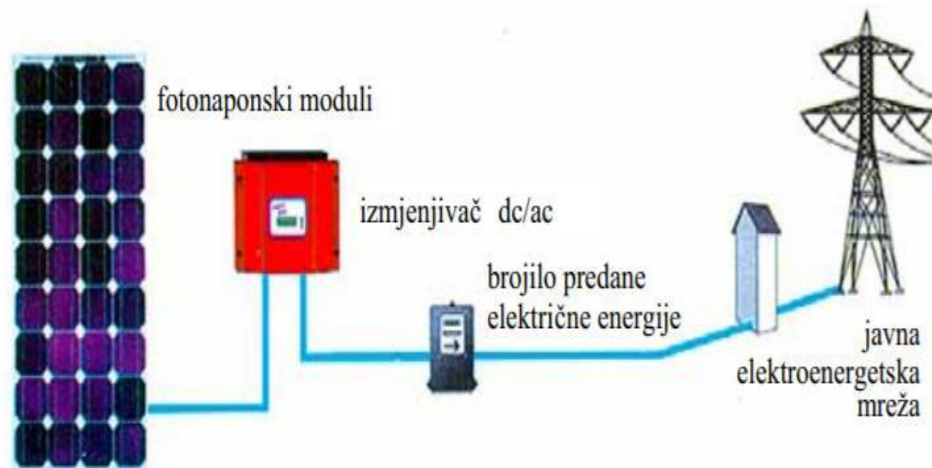 fotonaponski moduli
izmjenjivač dc/ac
brojilo predane
električne energije
javna
elektroenergetska
mreža